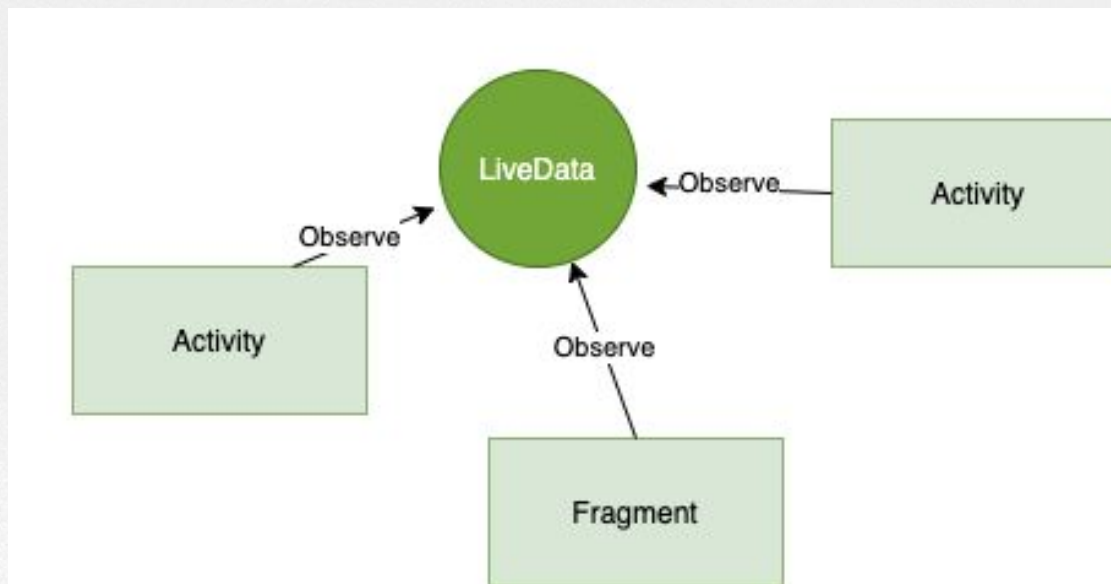 LiveData
Observe
Activity
Observe
Activity
Observe
Fragment